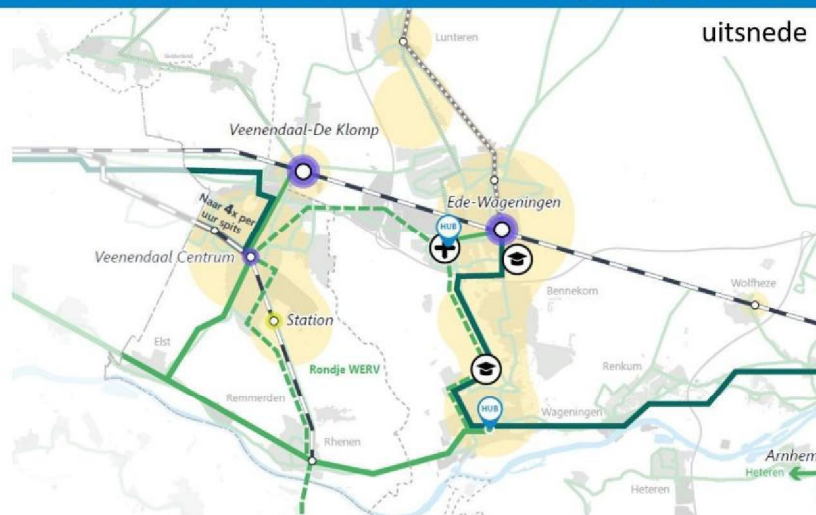 uitsnede
Lunteren
Veenendaal-De Klomp
Ede-Wageningen
HUB
Naar 4x per
uur spits
Veenendaal Centrum
Bennekom
Wolfheze
Station
Elst
Rondje WERV
Renkum
Remmerden
HUB
Wageningen
Rhenen
Arnhem
Heteren
Heteren